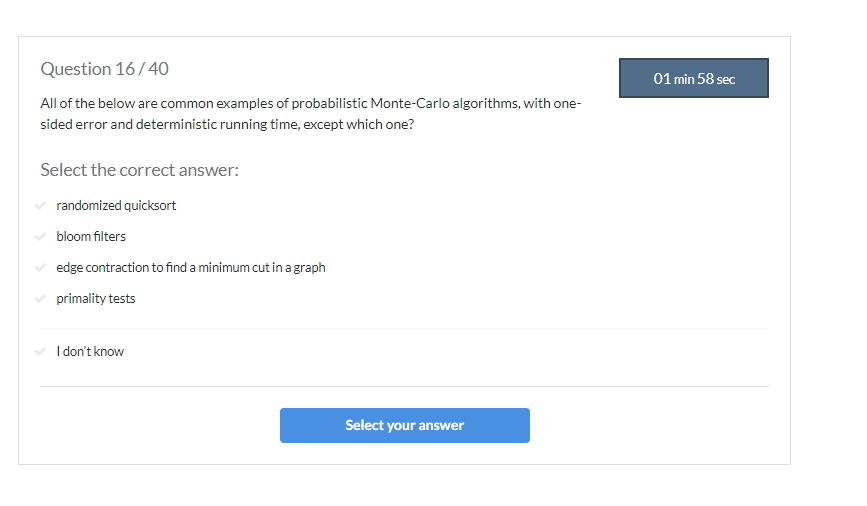 Question 16 / 40
01 min 58 sec
All of the below are common examples of probabilistic Monte-Carlo algorithms, with one-
sided error and deterministic running time, except which one?
Select the correct answer:
randomized quicksort
bloom filters
edge contraction to find a minimum cut in a graph
primality tests
I don't know
Select your answer